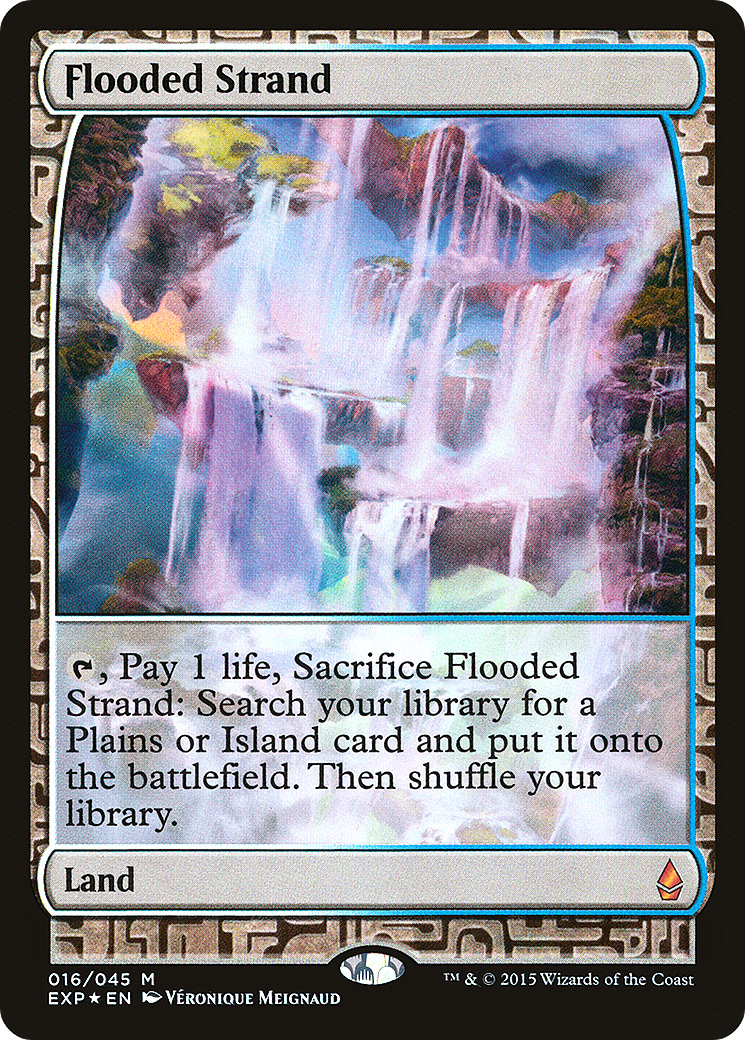 Flooded Strand
, Pay 1 life, Sacrifice Flooded
Strand: Search your library for a
Plains or Island card and put it onto
the battlefield. Then shuffle your
library.
Land
016/045 M
EXP★EN Véronique Meignaud
™ & © 2015 Wizards of the Coast